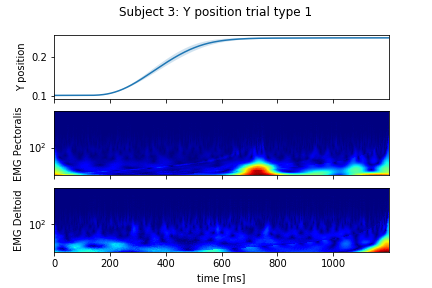 Subject 3: Y position trial type 1
Y position
0.2
0.1
EMG Pectoralis
10²
EMG Deltoid
10²
0 200 400 600 800 1000
time [ms]